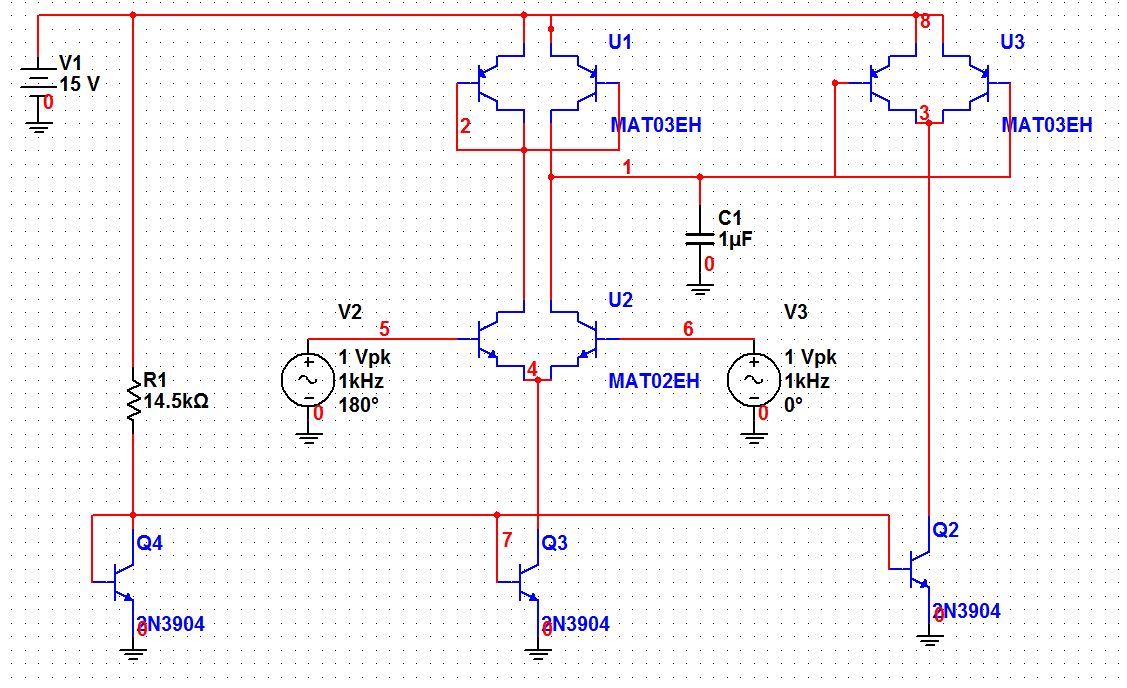 8
U1
U3
V1
15 V
0
2
MAT03EH
3
MAT03EH
1
C1
1µF
0
U2
V2
V3
5
6
1 Vpk
1kHz
180°
0
4
MAT02EH
1 Vpk
1kHz
0°
0
R1
14.5kΩ
Q4
7
Q3
Q2
2N3904
0
2N3904
0
2N3904
0